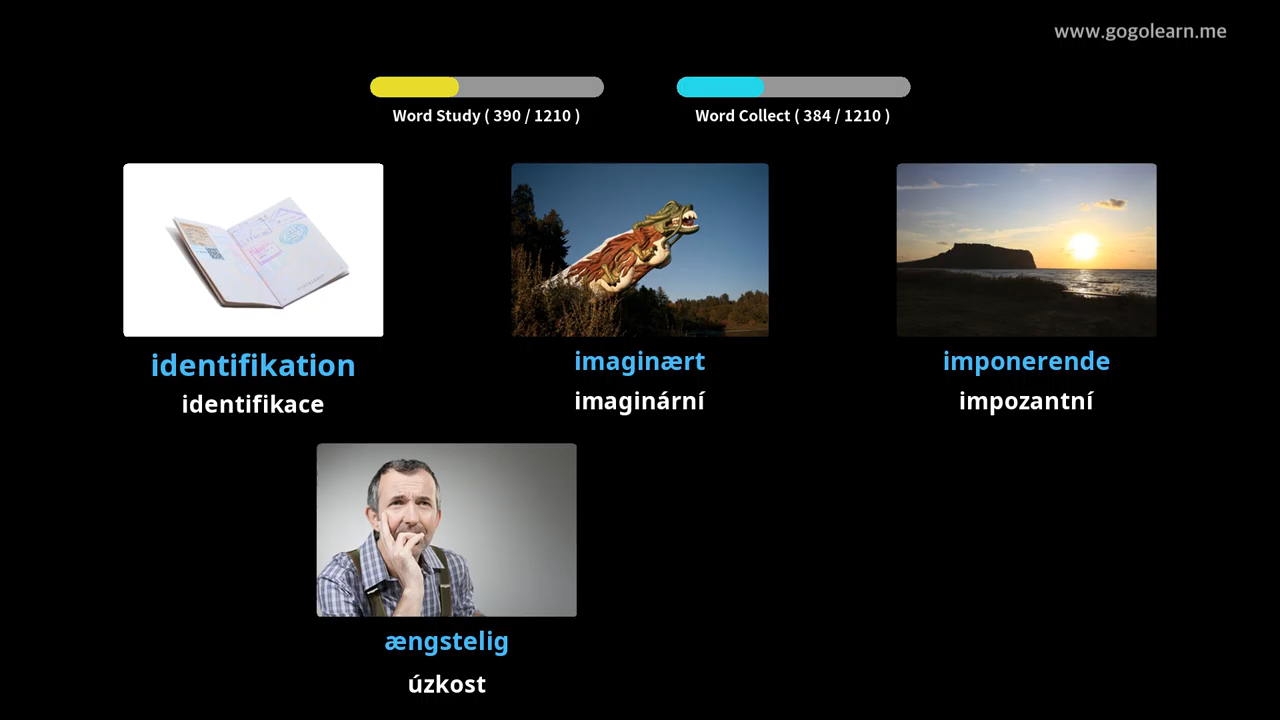 www.gogolearn.me
Word Study ( 390 / 1210 )
Word Collect ( 384 / 1210 )
identifikation
identifikace
imaginært
imaginární
imponerende
impozantní
ængstelig
úzkost